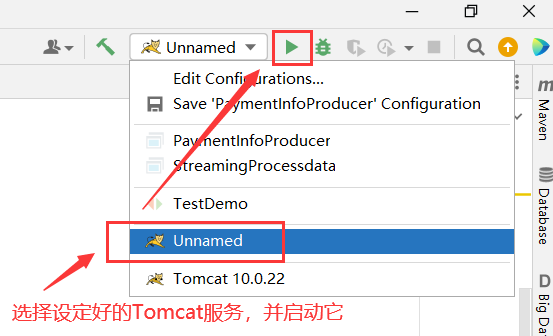 Unnamed
Edit Configurations...
Save 'PaymentInfoProducer' Configuration
PaymentInfoProducer
StreamingProcessdata
TestDemo
Unnamed
Tomcat 10.0.22
选择设定好的Tomcat服务，并启动它
m
Maven
Database
D
Big Da